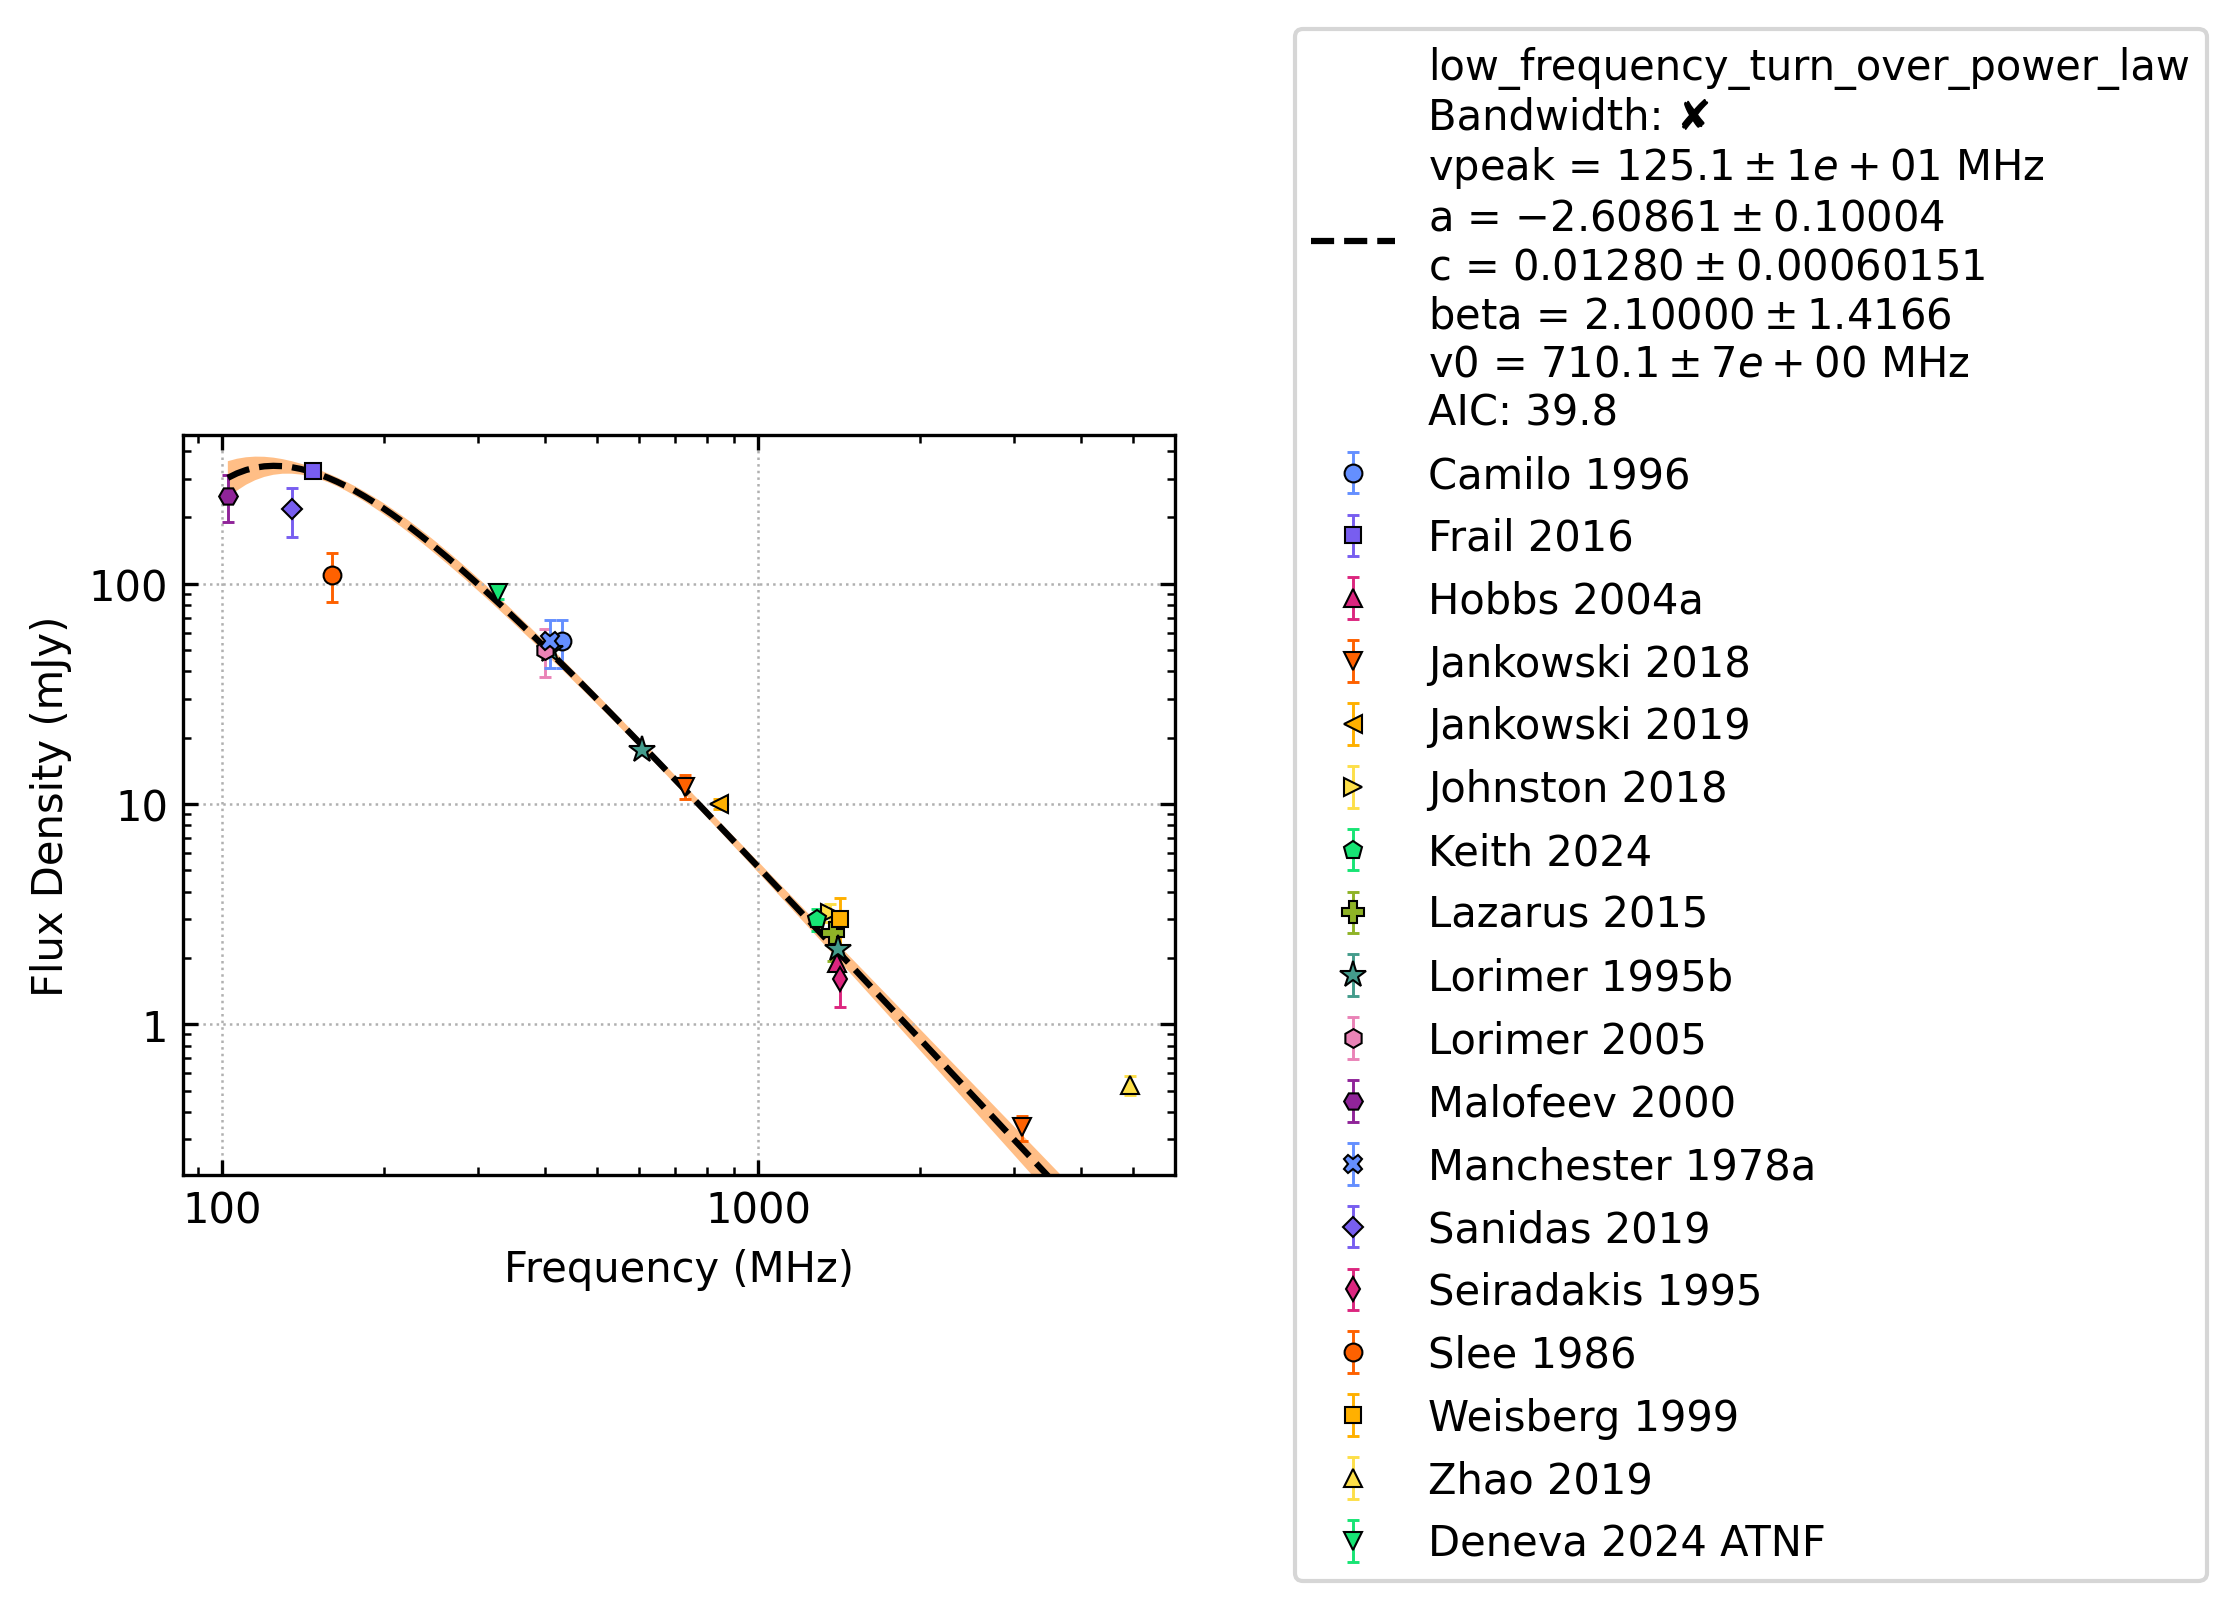 low_frequency_turn_over_power_law
Bandwidth: ✘
vpeak = 125.1 ± 1e + 01 MHz
a = −2.60861 ± 0.10004
c = 0.01280 ± 0.00060151
beta = 2.10000 ± 1.4166
v0 = 710.1 ± 7e + 00 MHz
AIC: 39.8
Camilo 1996
Frail 2016
Hobbs 2004a
Jankowski 2018
Jankowski 2019
Johnston 2018
Keith 2024
Lazarus 2015
Lorimer 1995b
Lorimer 2005
Malofeev 2000
Manchester 1978a
Sanidas 2019
Seiradakis 1995
Slee 1986
Weisberg 1999
Zhao 2019
Deneva 2024 ATNF
Flux Density (mJy)
100
10
1
100
1000
Frequency (MHz)